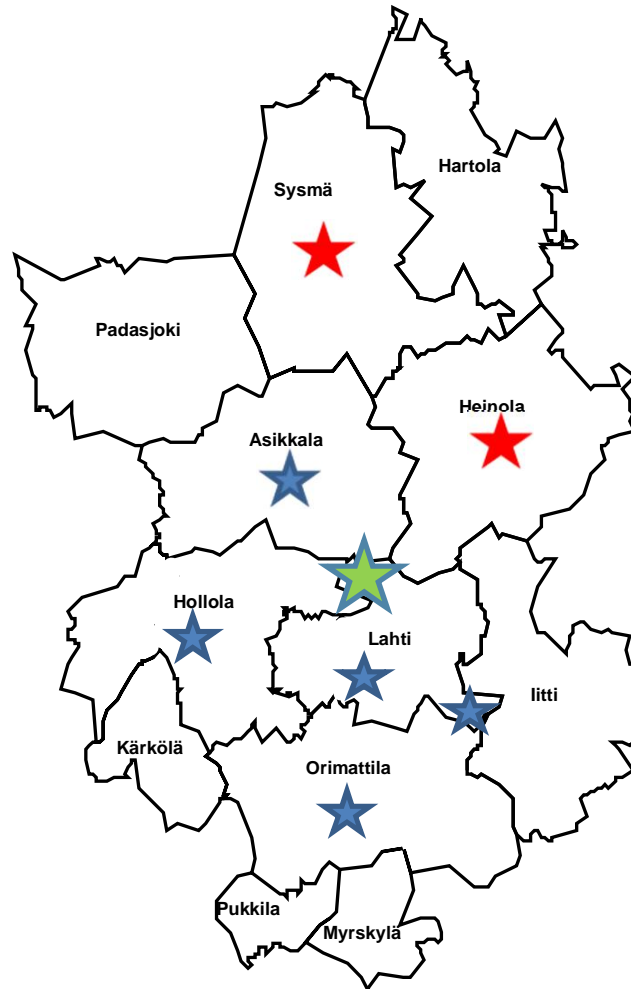 Hartola
Sysmä
Padasjoki
Heinola
Asikkala
Hollola
Lahti
Iitti
Kärkölä
Orimattila
Pukkila
Myrskylä